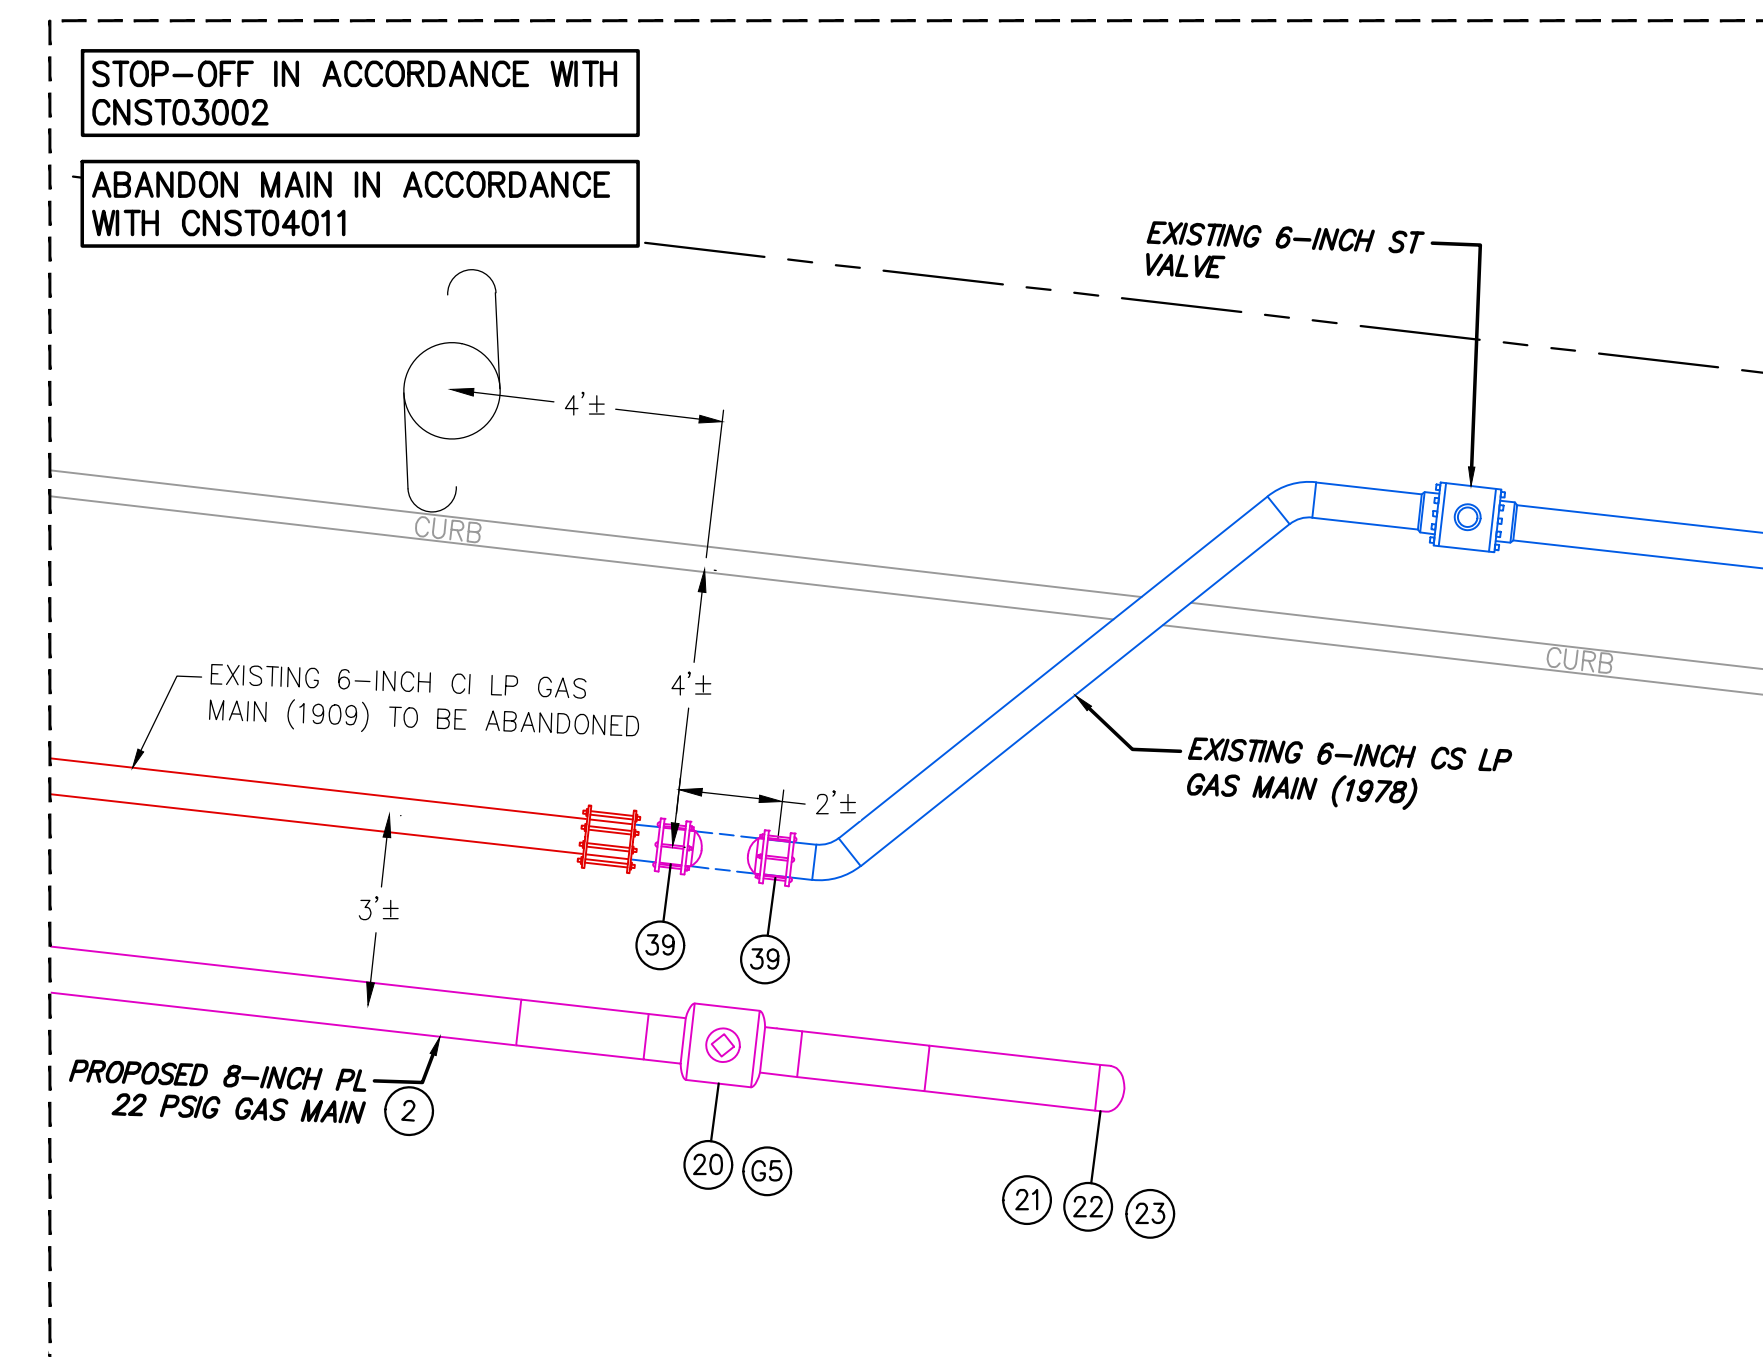 STOP-OFF IN ACCORDANCE WITH
CNST03002
ABANDON MAIN IN ACCORDANCE
WITH CNST04011
EXISTING 6-INCH ST
VALVE
4'±
CURB
CURB
EXISTING 6-INCH CI LP GAS
MAIN (1909) TO BE ABANDONED
4'±
EXISTING 6-INCH CS LP
GAS MAIN (1978)
2'±
3'±
39
39
PROPOSED 8-INCH PL
22 PSIG GAS MAIN
2
20
G5
21
22
23